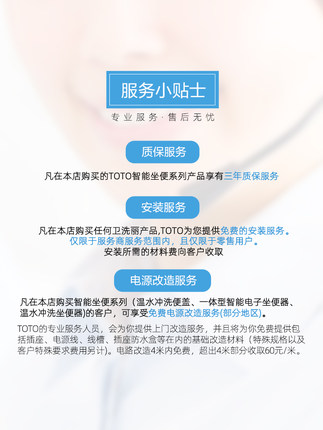 服务小贴士
专业服务·售后无忧
质保服务
凡在本店购买的TOTO智能坐便系列产品享有三年质保服务
安装服务
凡在本店购买任何卫洗丽产品,TOTO为您提供免费的安装服务。
仅限于服务商服务范围内，且仅限于零售用户。
安装所需的材料费向客户收取
电源改造服务
凡在本店购买智能坐便系列（温水冲洗便盖、一体型智能电子坐便器、
温水冲洗坐便器)的客户，可享受免费电源改造服务(部分地区)。
TOTO的专业服务人员，会为你提供上门改造服务，并且将为你免费提供包
括插座、电源线、线槽、插座防水盒等在内的基础改造材料（特殊规格以及
客户特殊要求费用另计)。电路改造4米内免费，超出4米部分收取60元/米。